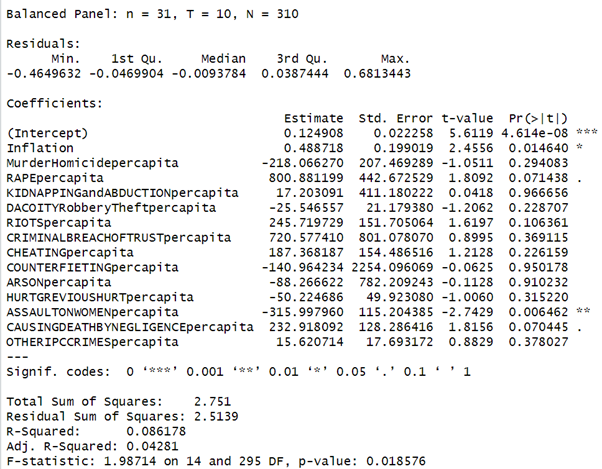 Balanced Panel: n = 31, T = 10, N = 310
Residuals:
Min. 1st Qu. Median 3rd Qu. Max.
-0.4649632 -0.0469904 -0.0093784 0.0387444 0.6813443
Coefficients:
Estimate Std. Error t-value Pr(>|t|)
(Intercept) 0.124908 0.022258 5.6119 4.614e-08 ***
Inflation 0.488718 0.199019 2.4556 0.014640 *
MurderHomicidepercapita -218.066270 207.469289 -1.0511 0.294083
RAPEpercapita 800.881199 442.672529 1.8092 0.071438 .
KIDNAPPINGandABDUCTIONpercapita 17.203091 411.180222 0.0418 0.966656
DACOITYRobberyTheftpercapita -25.546557 21.179380 -1.2062 0.228707
RIOTSpercapita 245.719729 151.705064 1.6197 0.106361
CRIMINALBREACHOFTRUSTpercapita 720.577410 801.078070 0.8995 0.369115
CHEATINGpercapita 187.368187 154.486516 1.2128 0.226159
COUNTERFIETINGpercapita -140.964234 2254.096069 -0.0625 0.950178
ARSONpercapita -88.266622 782.209243 -0.1128 0.910232
HURTGREVIOUSHURTpercapita -50.224686 49.923080 -1.0060 0.315220
ASSAULTONWOMENpercapita -315.997960 115.204385 -2.7429 0.006462 **
CAUSINGDEATHBYNEGLIGENCEpercapita 232.918092 128.286416 1.8156 0.070445 .
OTHERIPCCRIMESpercapita 15.620714 17.693172 0.8829 0.378027
---
Signif. codes: 0 ‘***’ 0.001 ‘**’ 0.01 ‘*’ 0.05 ‘.’ 0.1 ‘ ’ 1
Total Sum of Squares: 2.751
Residual Sum of Squares: 2.5139
R-Squared: 0.086178
Adj. R-Squared: 0.04281
F-statistic: 1.98714 on 14 and 295 DF, p-value: 0.018576